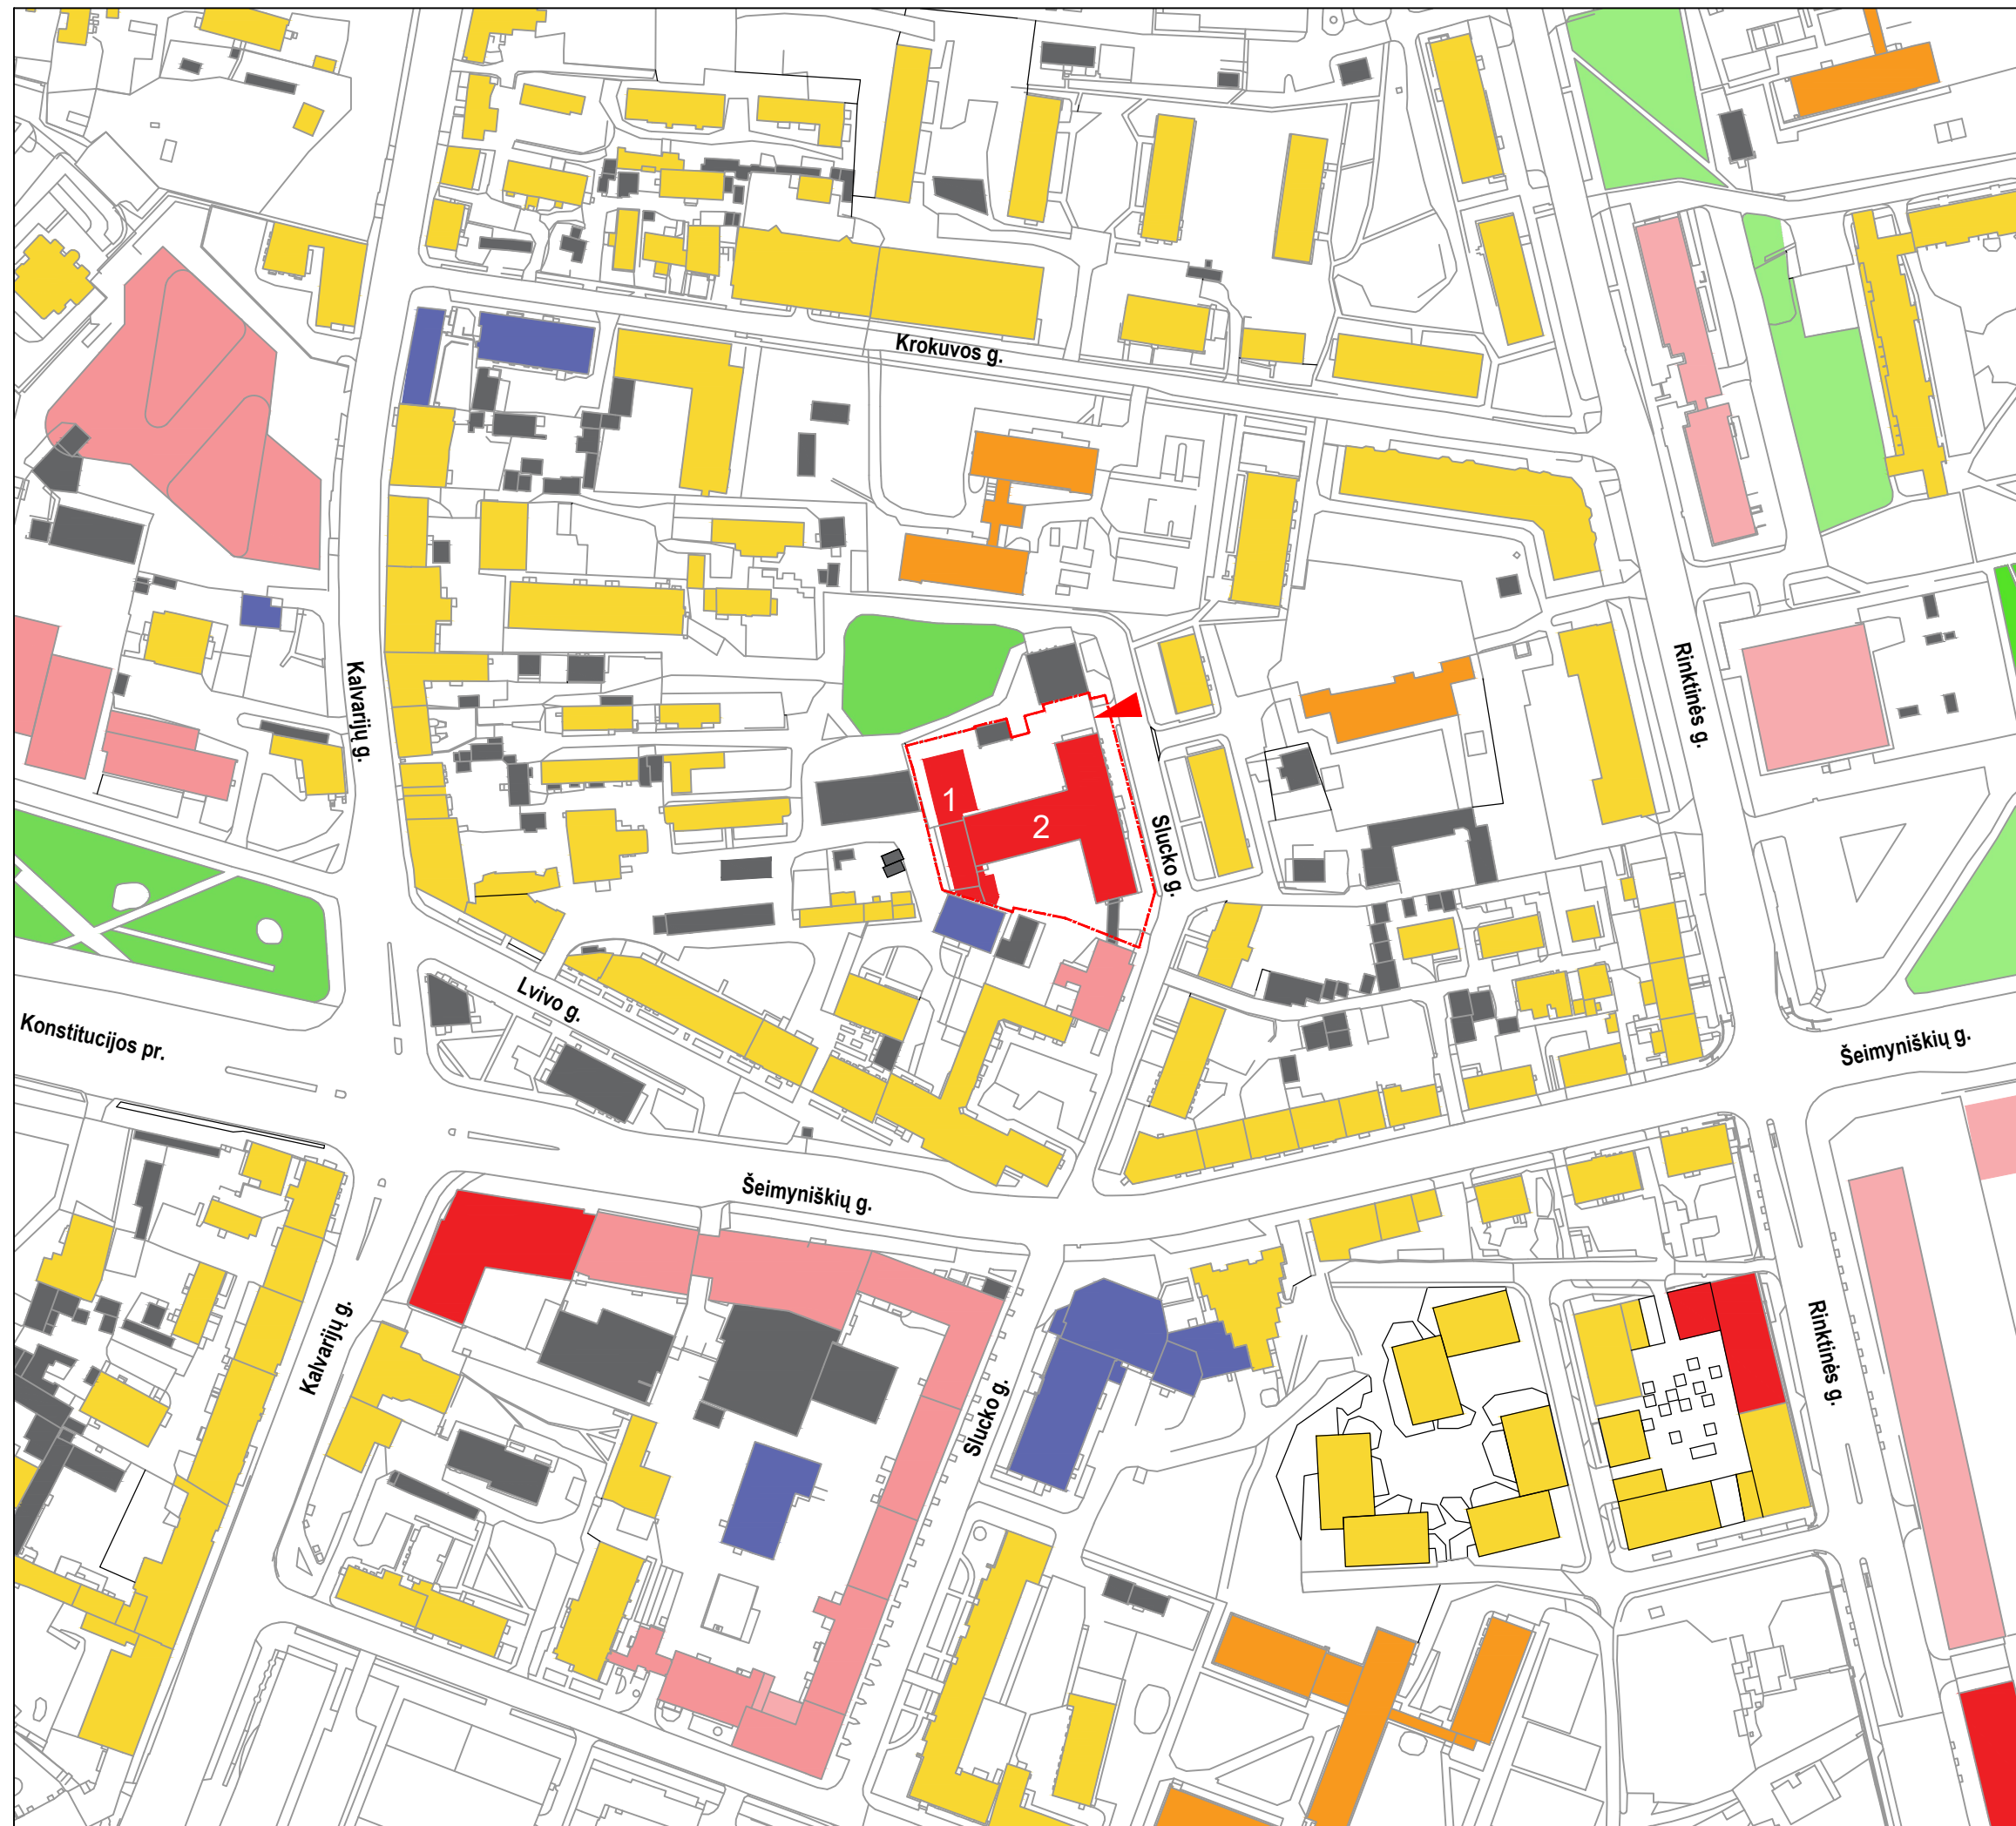 Krokuvos g.
Kalvarijų g.
Rinktinės g.
1
2
Slucko g.
Lvivo g.
Konstitucijos pr.
Šeimyniškių g.
Šeimyniškių g.
Kalvarijų g.
Slucko g.
Rinktinės g.